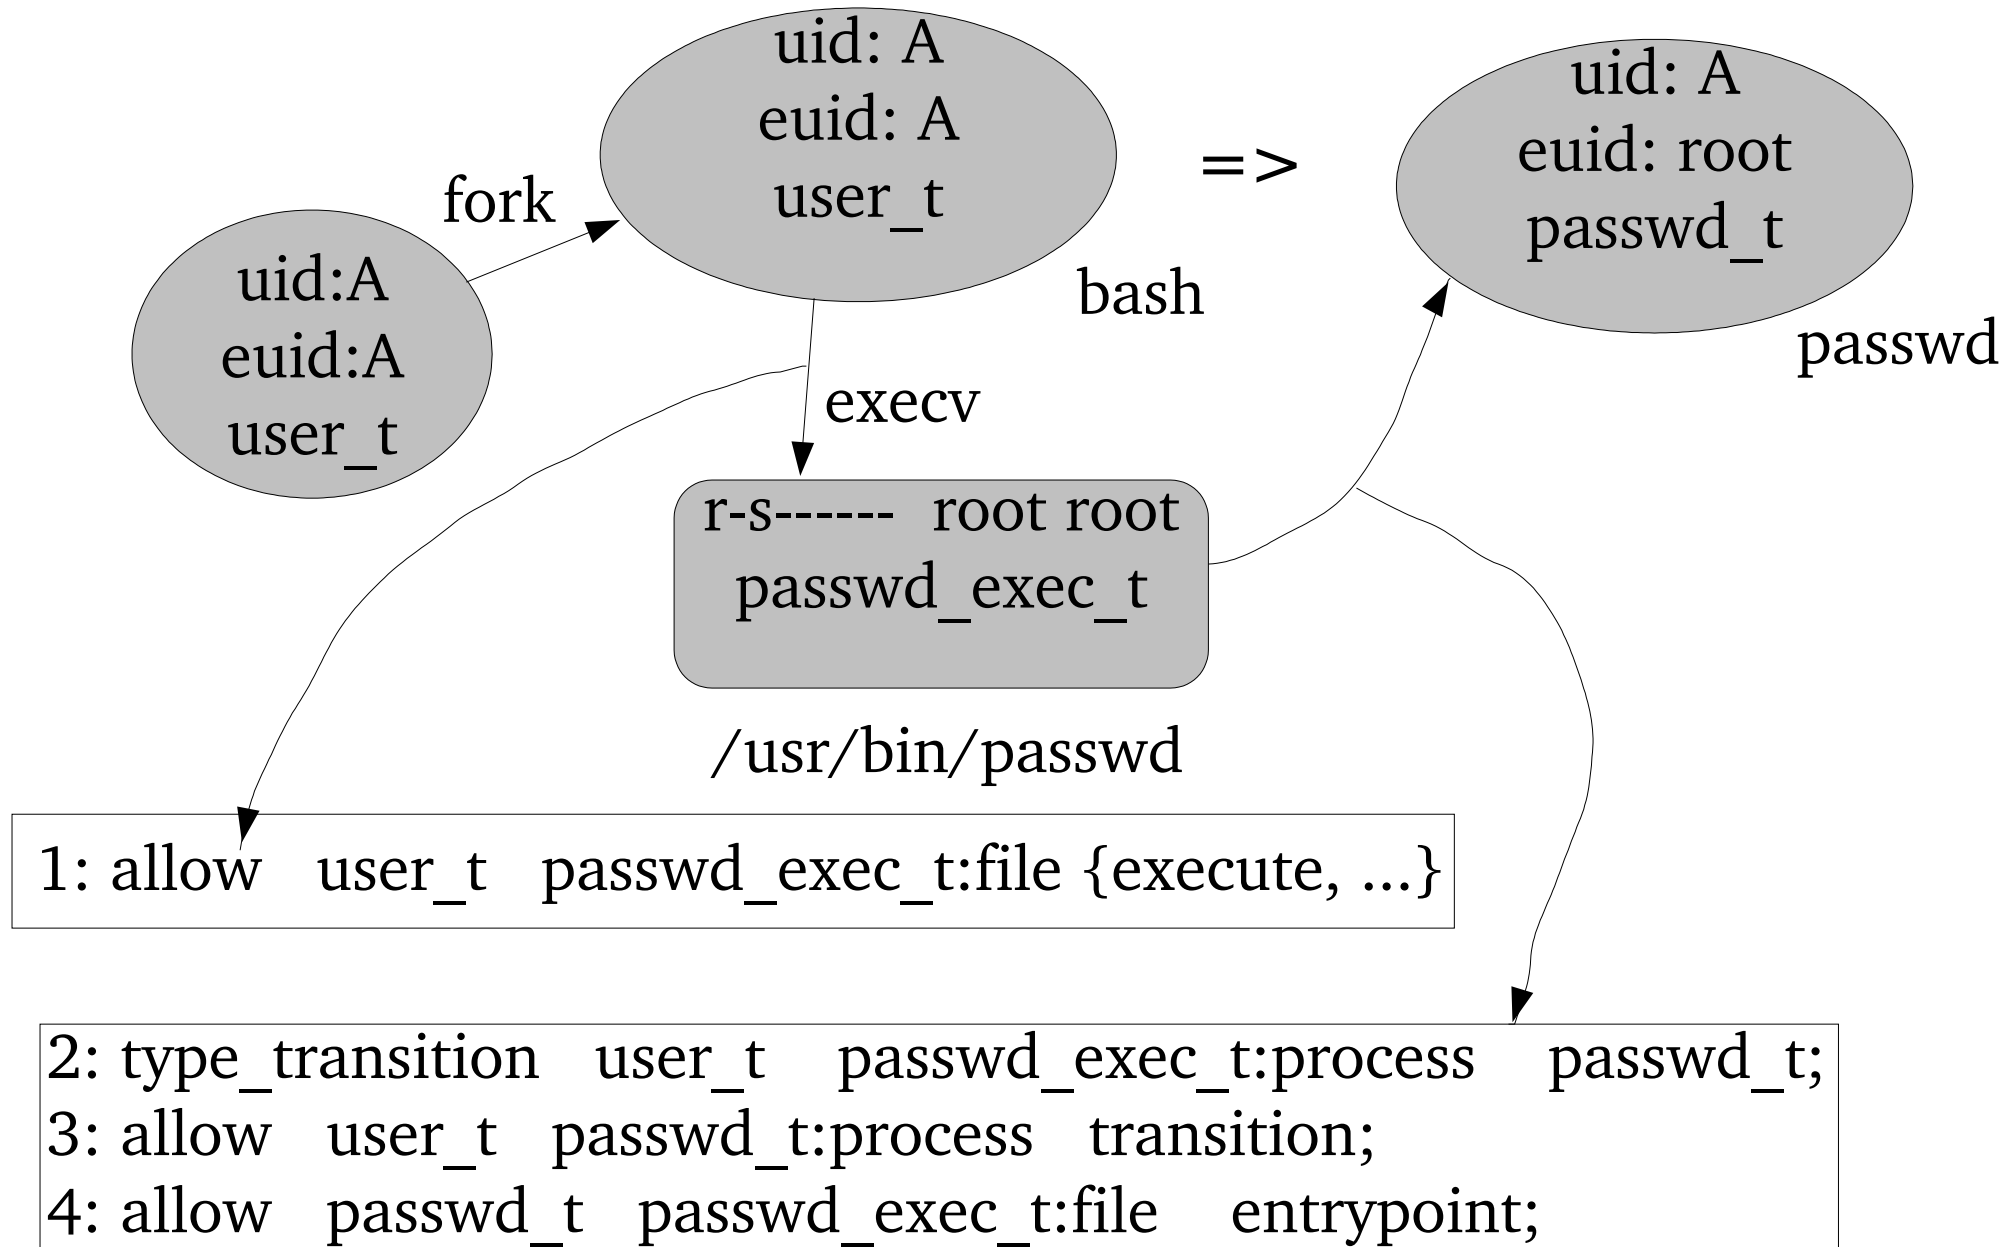 uid: A
euid: A
user_t
=>
uid: A
euid: root
passwd_t
fork
uid:A
euid:A
user_t
bash
passwd
execv
r-s------ root root
passwd_exec_t
/usr/bin/passwd
1: allow user_t passwd_exec_t:file {execute, ...}
2: type_transition user_t passwd_exec_t:process passwd_t;
3: allow user_t passwd_t:process transition;
4: allow passwd_t passwd_exec_t:file entrypoint;